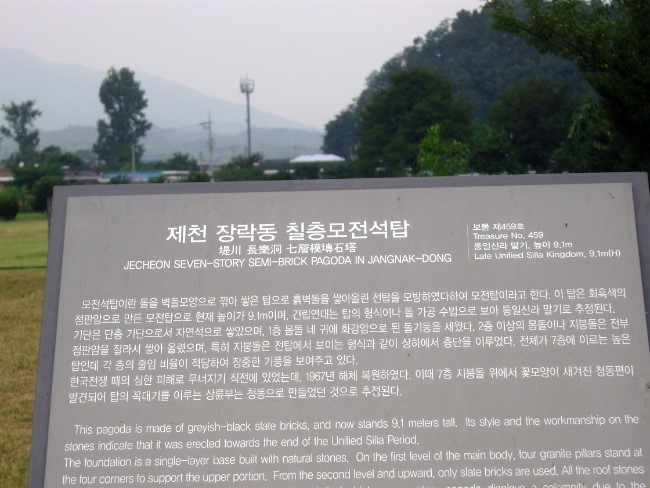 제천 장락동 칠층모전석탑
堤川 長樂洞 七層模塼石塔
JECHEON SEVEN-STORY SEMI-BRICK PAGODA IN JANGNAK-DONG
보물 제459호
Treasure No. 459
통일신라 말기, 높이 9.1m
Late Unified Silla Kingdom, 9.1m(H)
모전석탑이란 돌을 벽돌모양으로 깎아 쌓은 탑으로 흙벽돌을 쌓아올린 전탑을 모방하였다하여 모전탑이라고 한다. 이 탑은 회흑색의
점판암으로 만든 모전탑으로 현재 높이가 9.1m이며, 건립연대는 탑의 형식이나 돌 가공 수법으로 보아 통일신라 말기로 추정된다.
기단은 단층 기단으로서 자연석으로 쌓았으며, 1층 몸돌 네 귀에 화강암으로 된 돌기둥을 세웠다. 2층 이상의 몸돌이나 지붕돌은 전부
점판암을 잘라서 쌓아 올렸으며, 특히 지붕돌은 전탑에서 보이는 형식과 같이 상하에서 층단을 이루었다. 전체가 7층에 이르는 높은
탑인데 각 층의 줄임 비율이 적당하여 장중한 기풍을 보여주고 있다.
한국전쟁 때의 심한 피해로 무너지기 직전에 있었는데, 1967년 해체 복원하였다. 이때 7층 지붕돌 위에서 꽃모양이 새겨진 청동편이
발견되어 탑의 꼭대기를 이루는 상륜부는 청동으로 만들었던 것으로 추정된다.
This pagoda is made of greyish-black slate bricks, and now stands 9.1 meters tall. Its style and the workmanship on the
stones indicate that it was erected towards the end of the Unified Silla Period.
The foundation is a single-layer base built with natural stones. On the first level of the main body, four granite pillars stand at
the four corners to support the upper portion. From the second level and upward, only slate bricks are used. All the roof stones
pagoda displays a solemnity due to the